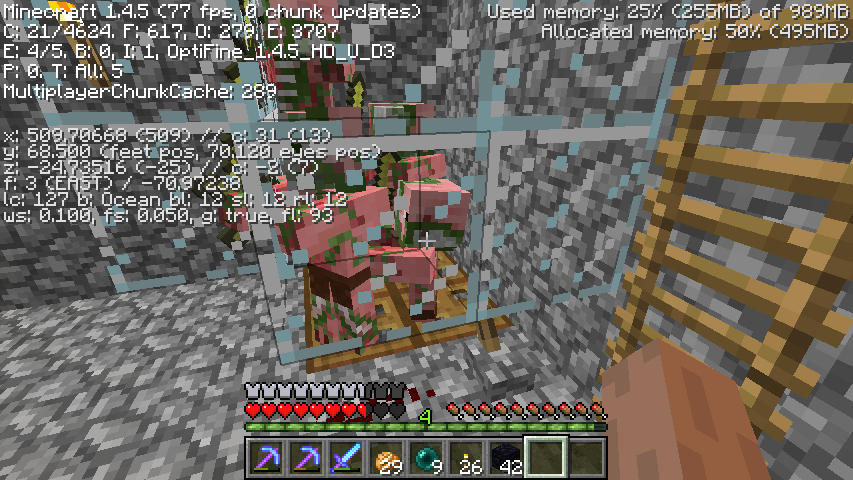 Minecraft 1.4.5 (77 fps, 0 chunk updates)
C: 21/4624, F: 617, O: 279, E: 3707
E: 4/5, B: 0, I: 1, OptiFine_1.4.5_HD_U_D3
P: 0, T: All: 5
MultiplayerChunkCache: 289
x: 509.70668 (509) // c: 31 (13)
y: 68.500 (feet pos, 70.120 eyes pos)
z: -24.73516 (-25) // c: -2 (7)
f: 3 (EAST) / -70.97238
lc: 127 b: Ocean bl: 12 sl: 12 rl: 12
ws: 0.100, fs: 0.050, g: true, fl: 93
Used memory: 25% (255MB) of 989MB
Allocated memory: 50% (495MB)
4
29 9 26 42